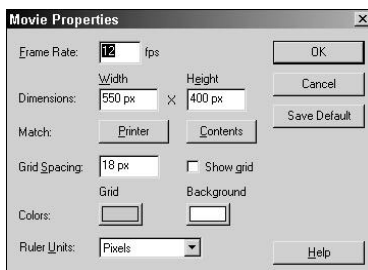 Movie Properties
Frame Rate: 12 fps
OK
Width Height
Cancel
Dimensions: 550 px X 400 px
Save Default
Match: Printer Contents
Grid Spacing: 18 px Show grid
Grid Background
Colors:
Ruler Units: Pixels
Help